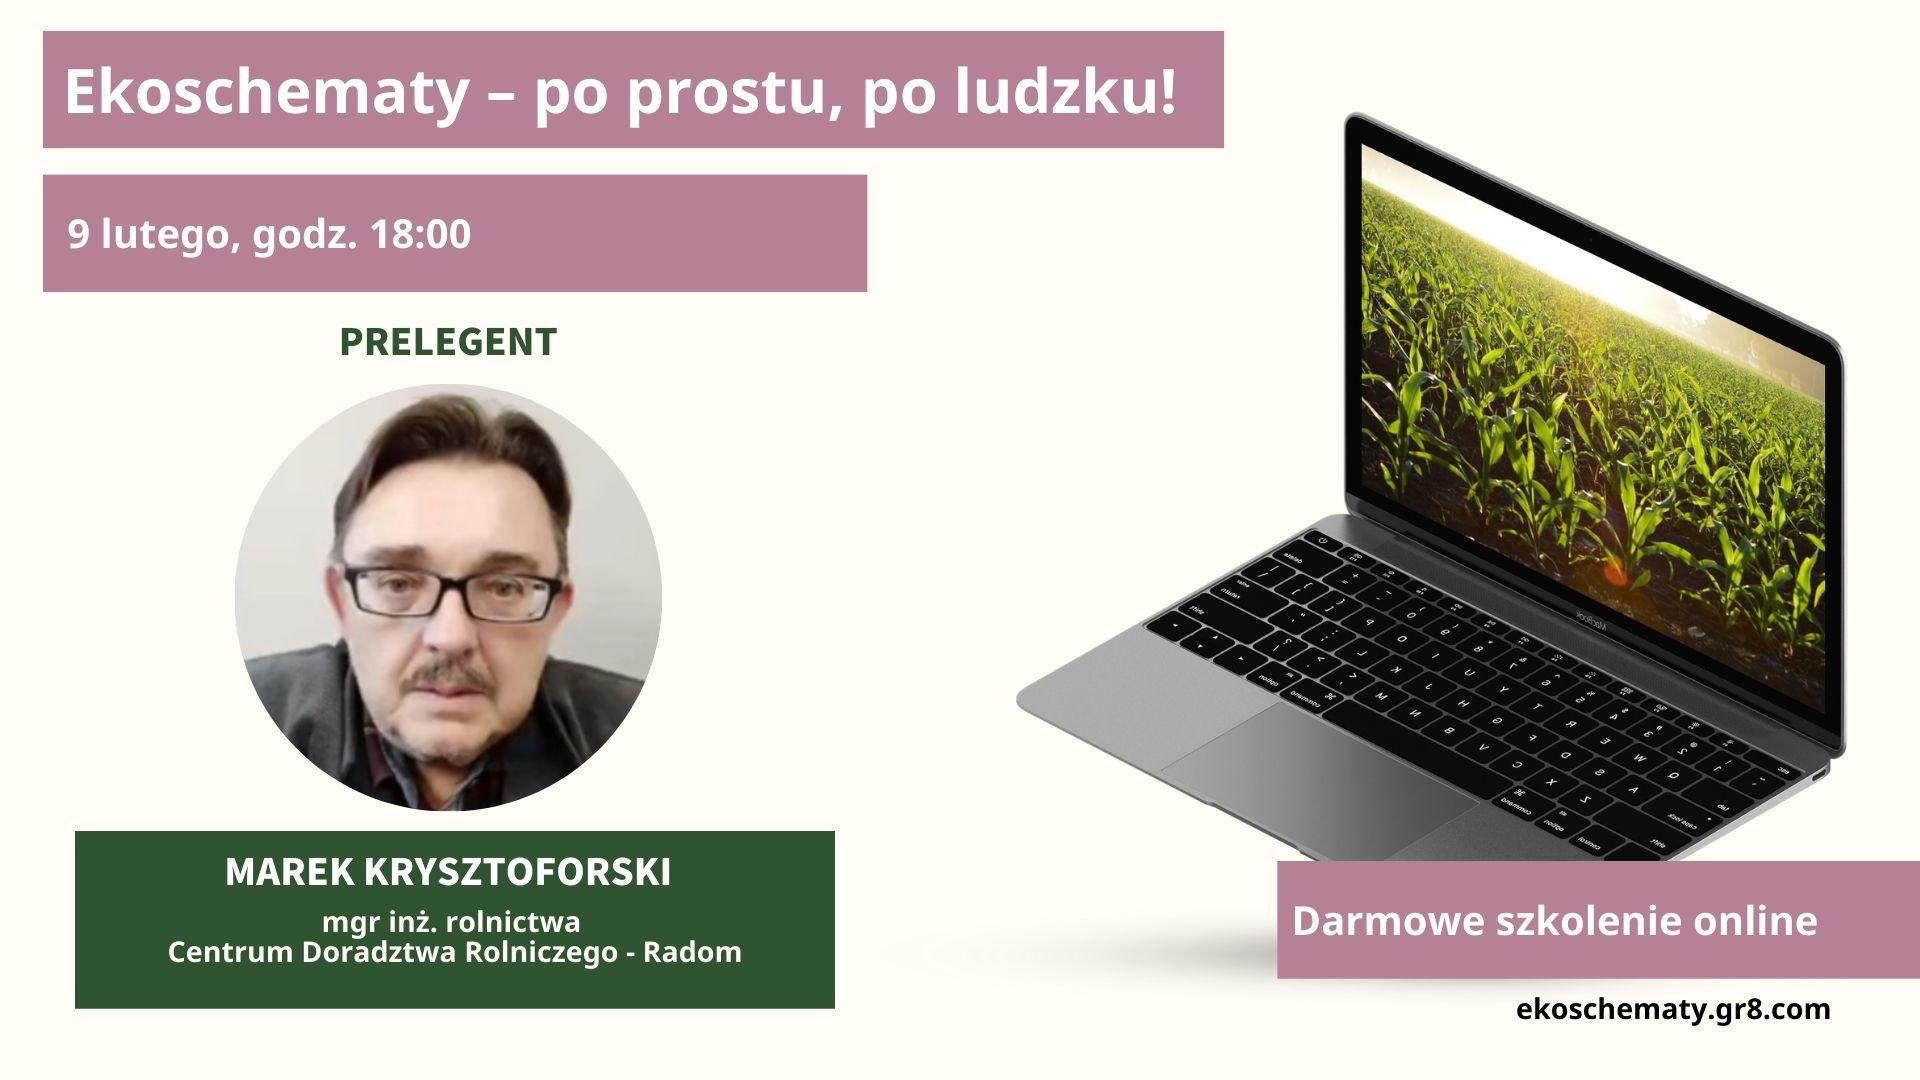 Ekoschematy – po prostu, po ludzku!
9 lutego, godz. 18:00
PRELEGENT
MAREK KRYSZTOFORSKI
mgr inż. rolnictwa
Centrum Doradztwa Rolniczego - Radom
Darmowe szkolenie online
ekoschematy.gr8.com